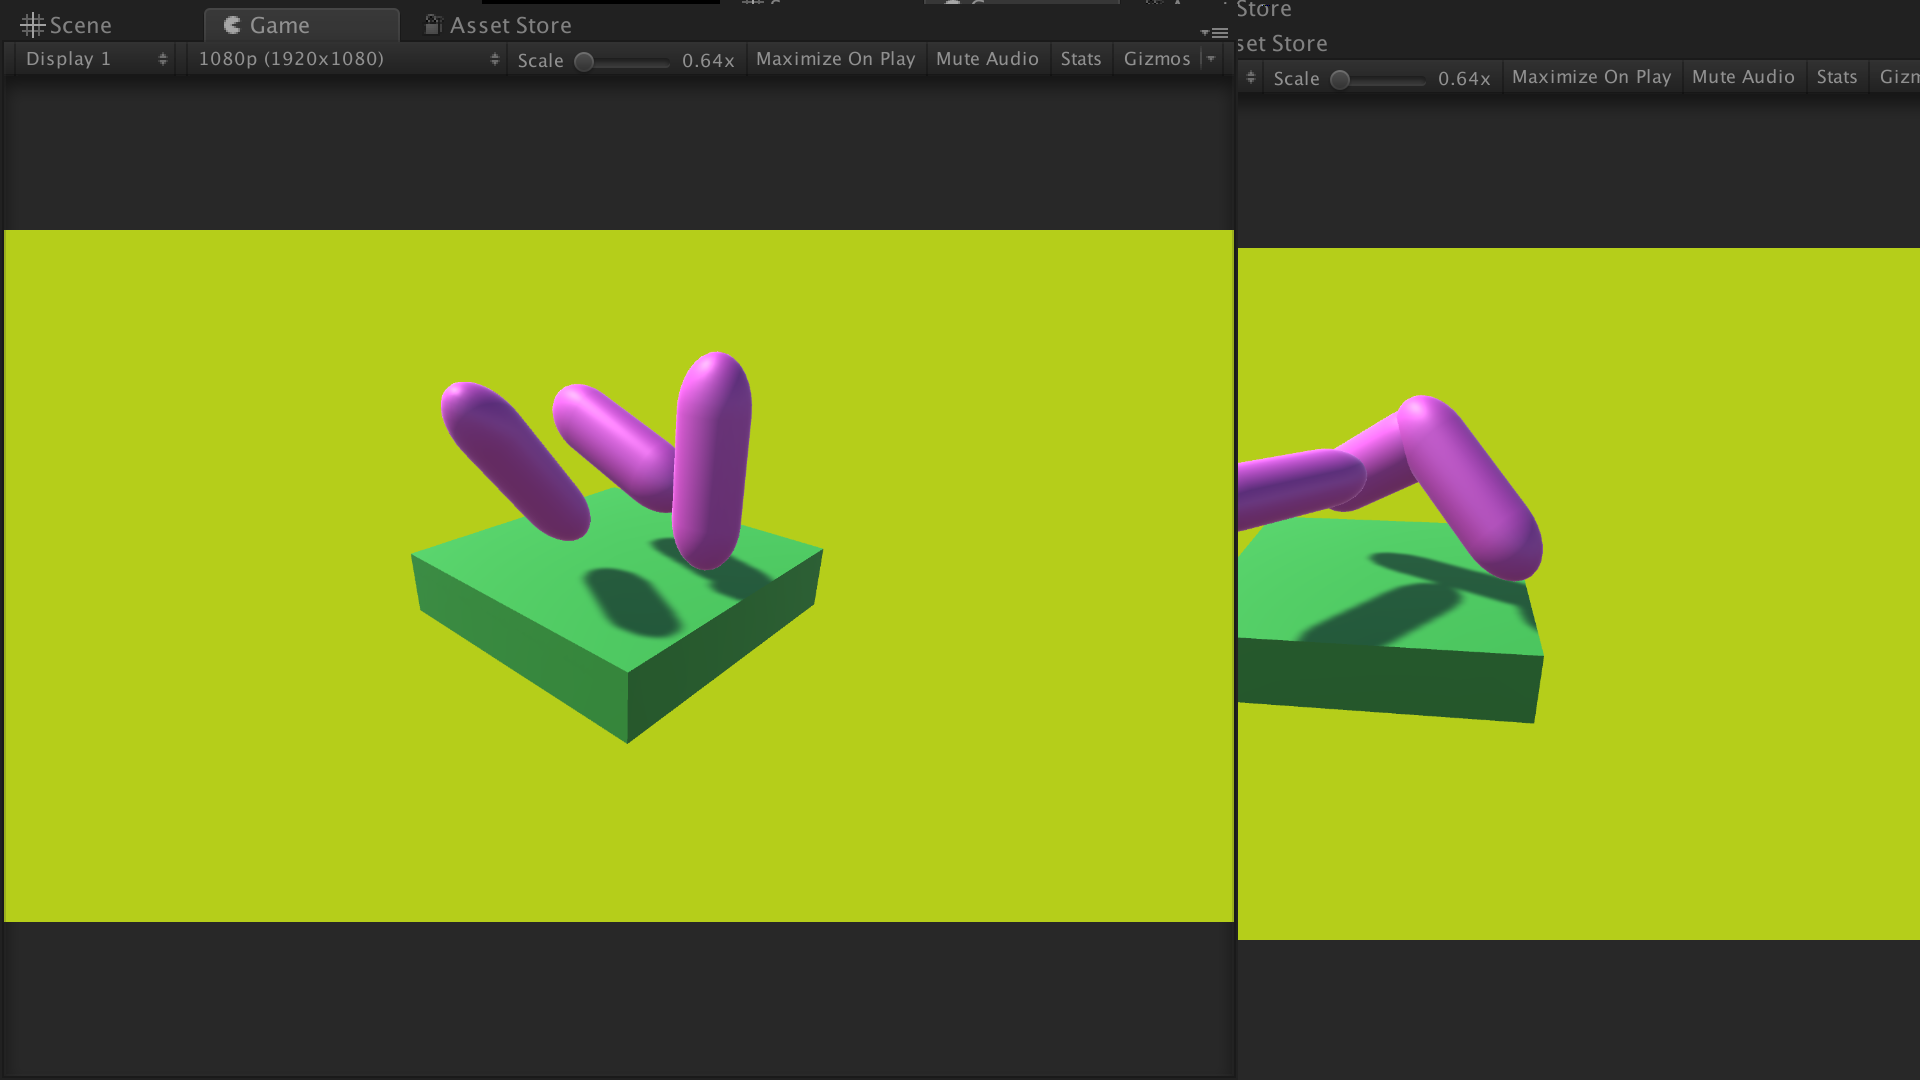 Store
Scene
Game
Asset Store
set Store
Display 1
1080p (1920x1080)
Scale
0.64x
Maximize On Play
Mute Audio
Stats
Gizmos
Scale
0.64x
Maximize On Play
Mute Audio
Stats
Gizm